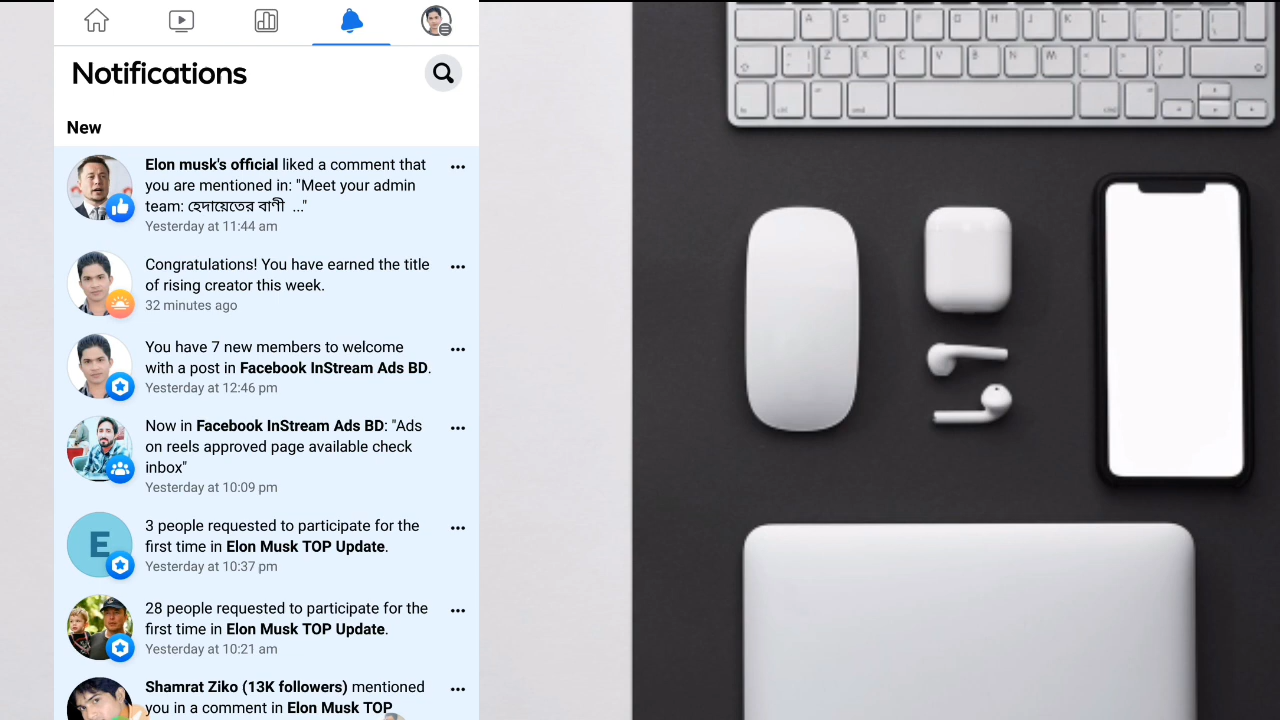 Notifications
New
Elon musk's official liked a comment that
you are mentioned in: "Meet your admin
team: হেদায়েতের বাণী ..."
Yesterday at 11:44 am
Congratulations! You have earned the title
of rising creator this week.
32 minutes ago
You have 7 new members to welcome
with a post in Facebook InStream Ads BD.
Yesterday at 12:46 pm
Now in Facebook InStream Ads BD: "Ads
on reels approved page available check
inbox"
Yesterday at 10:09 pm
E
3 people requested to participate for the
first time in Elon Musk TOP Update.
Yesterday at 10:37 pm
28 people requested to participate for the
first time in Elon Musk TOP Update.
Yesterday at 10:21 am
Shamrat Ziko (13K followers) mentioned
you in a comment in Elon Musk TOP
A S D F G H J K L
Z X C V B N M